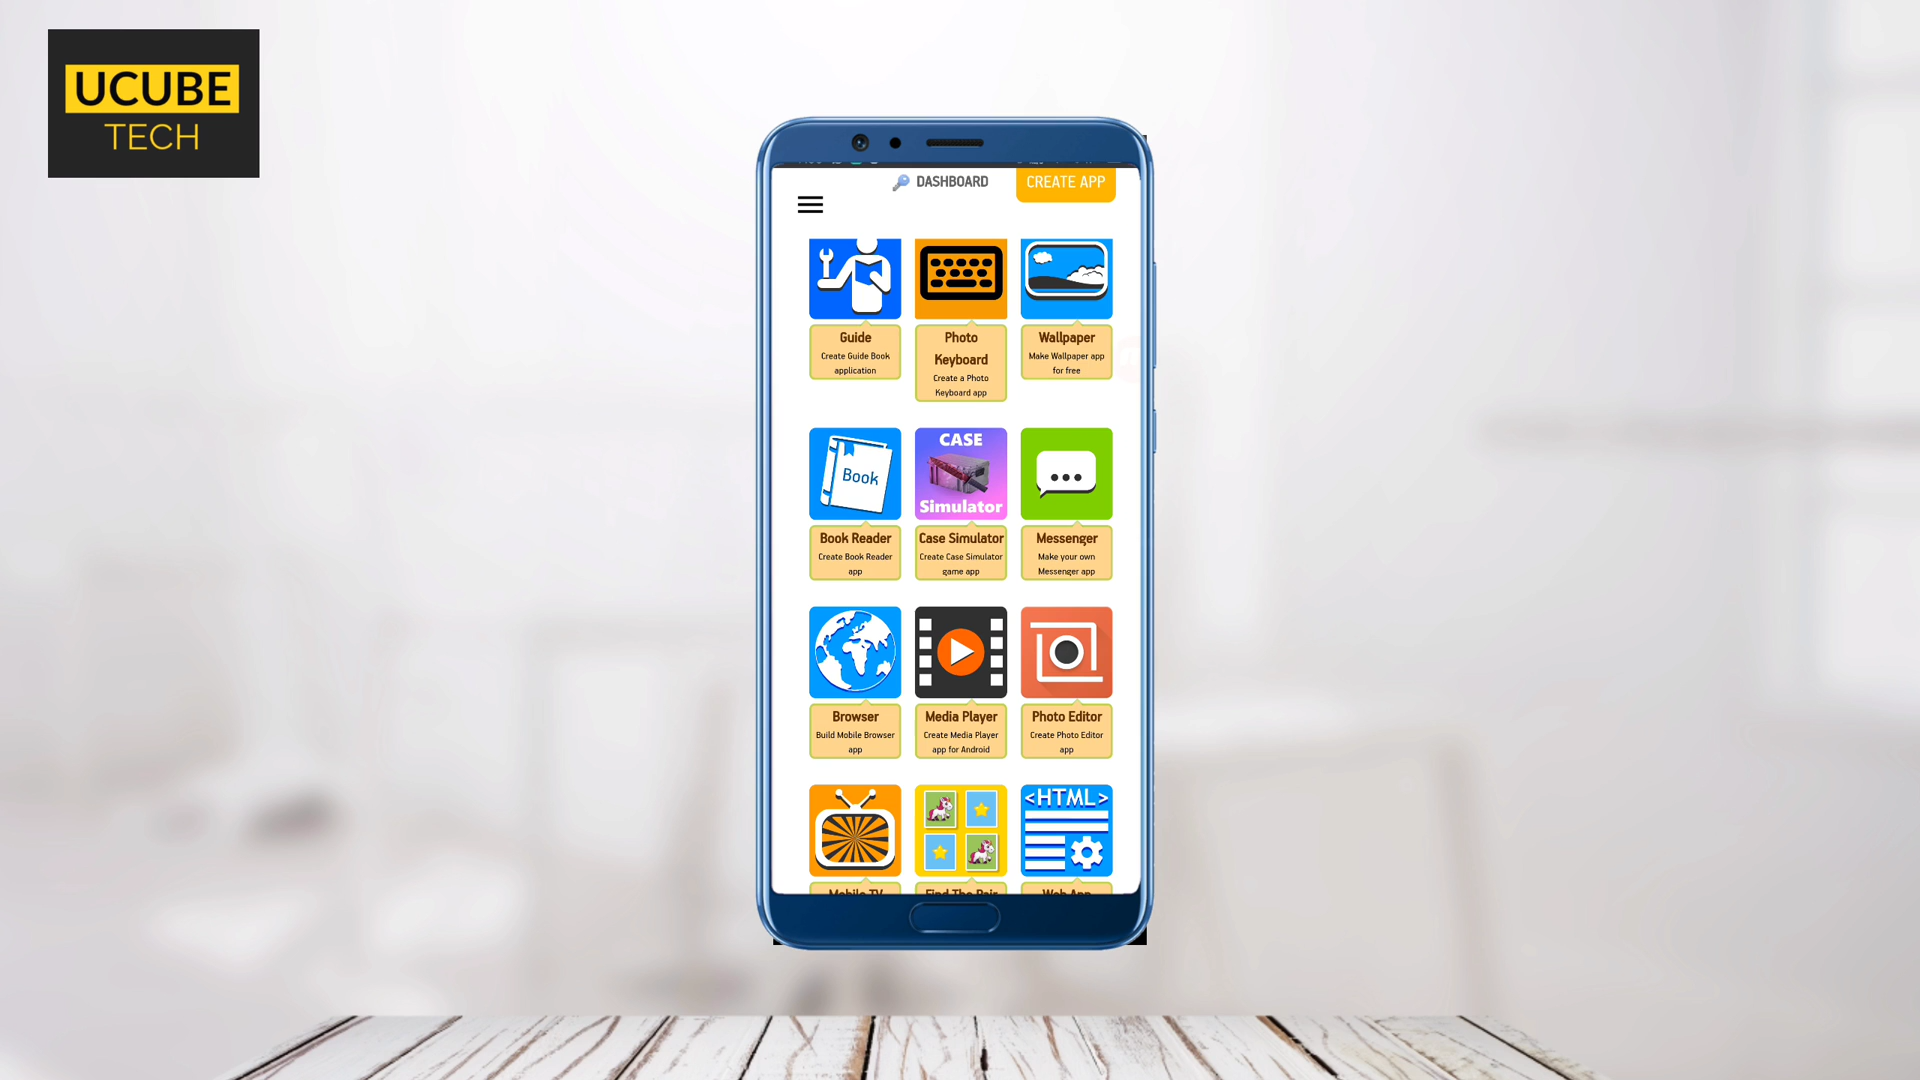 UCUBE
TECH
DASHBOARD
CREATE APP
Guide
Create Guide Book
application
Photo
Keyboard
Create a Photo
Keyboard app
Wallpaper
Make Wallpaper app
for free
Book
CASE
Simulator
Book Reader
Create Book Reader
app
Case Simulator
Create Case Simulator
game app
Messenger
Make your own
Messenger app
Browser
Build Mobile Browser
app
Media Player
Create Media Player
app for Android
Photo Editor
Create Photo Editor
app
<HTML>
Mobile TV
Find The Pair
Web App